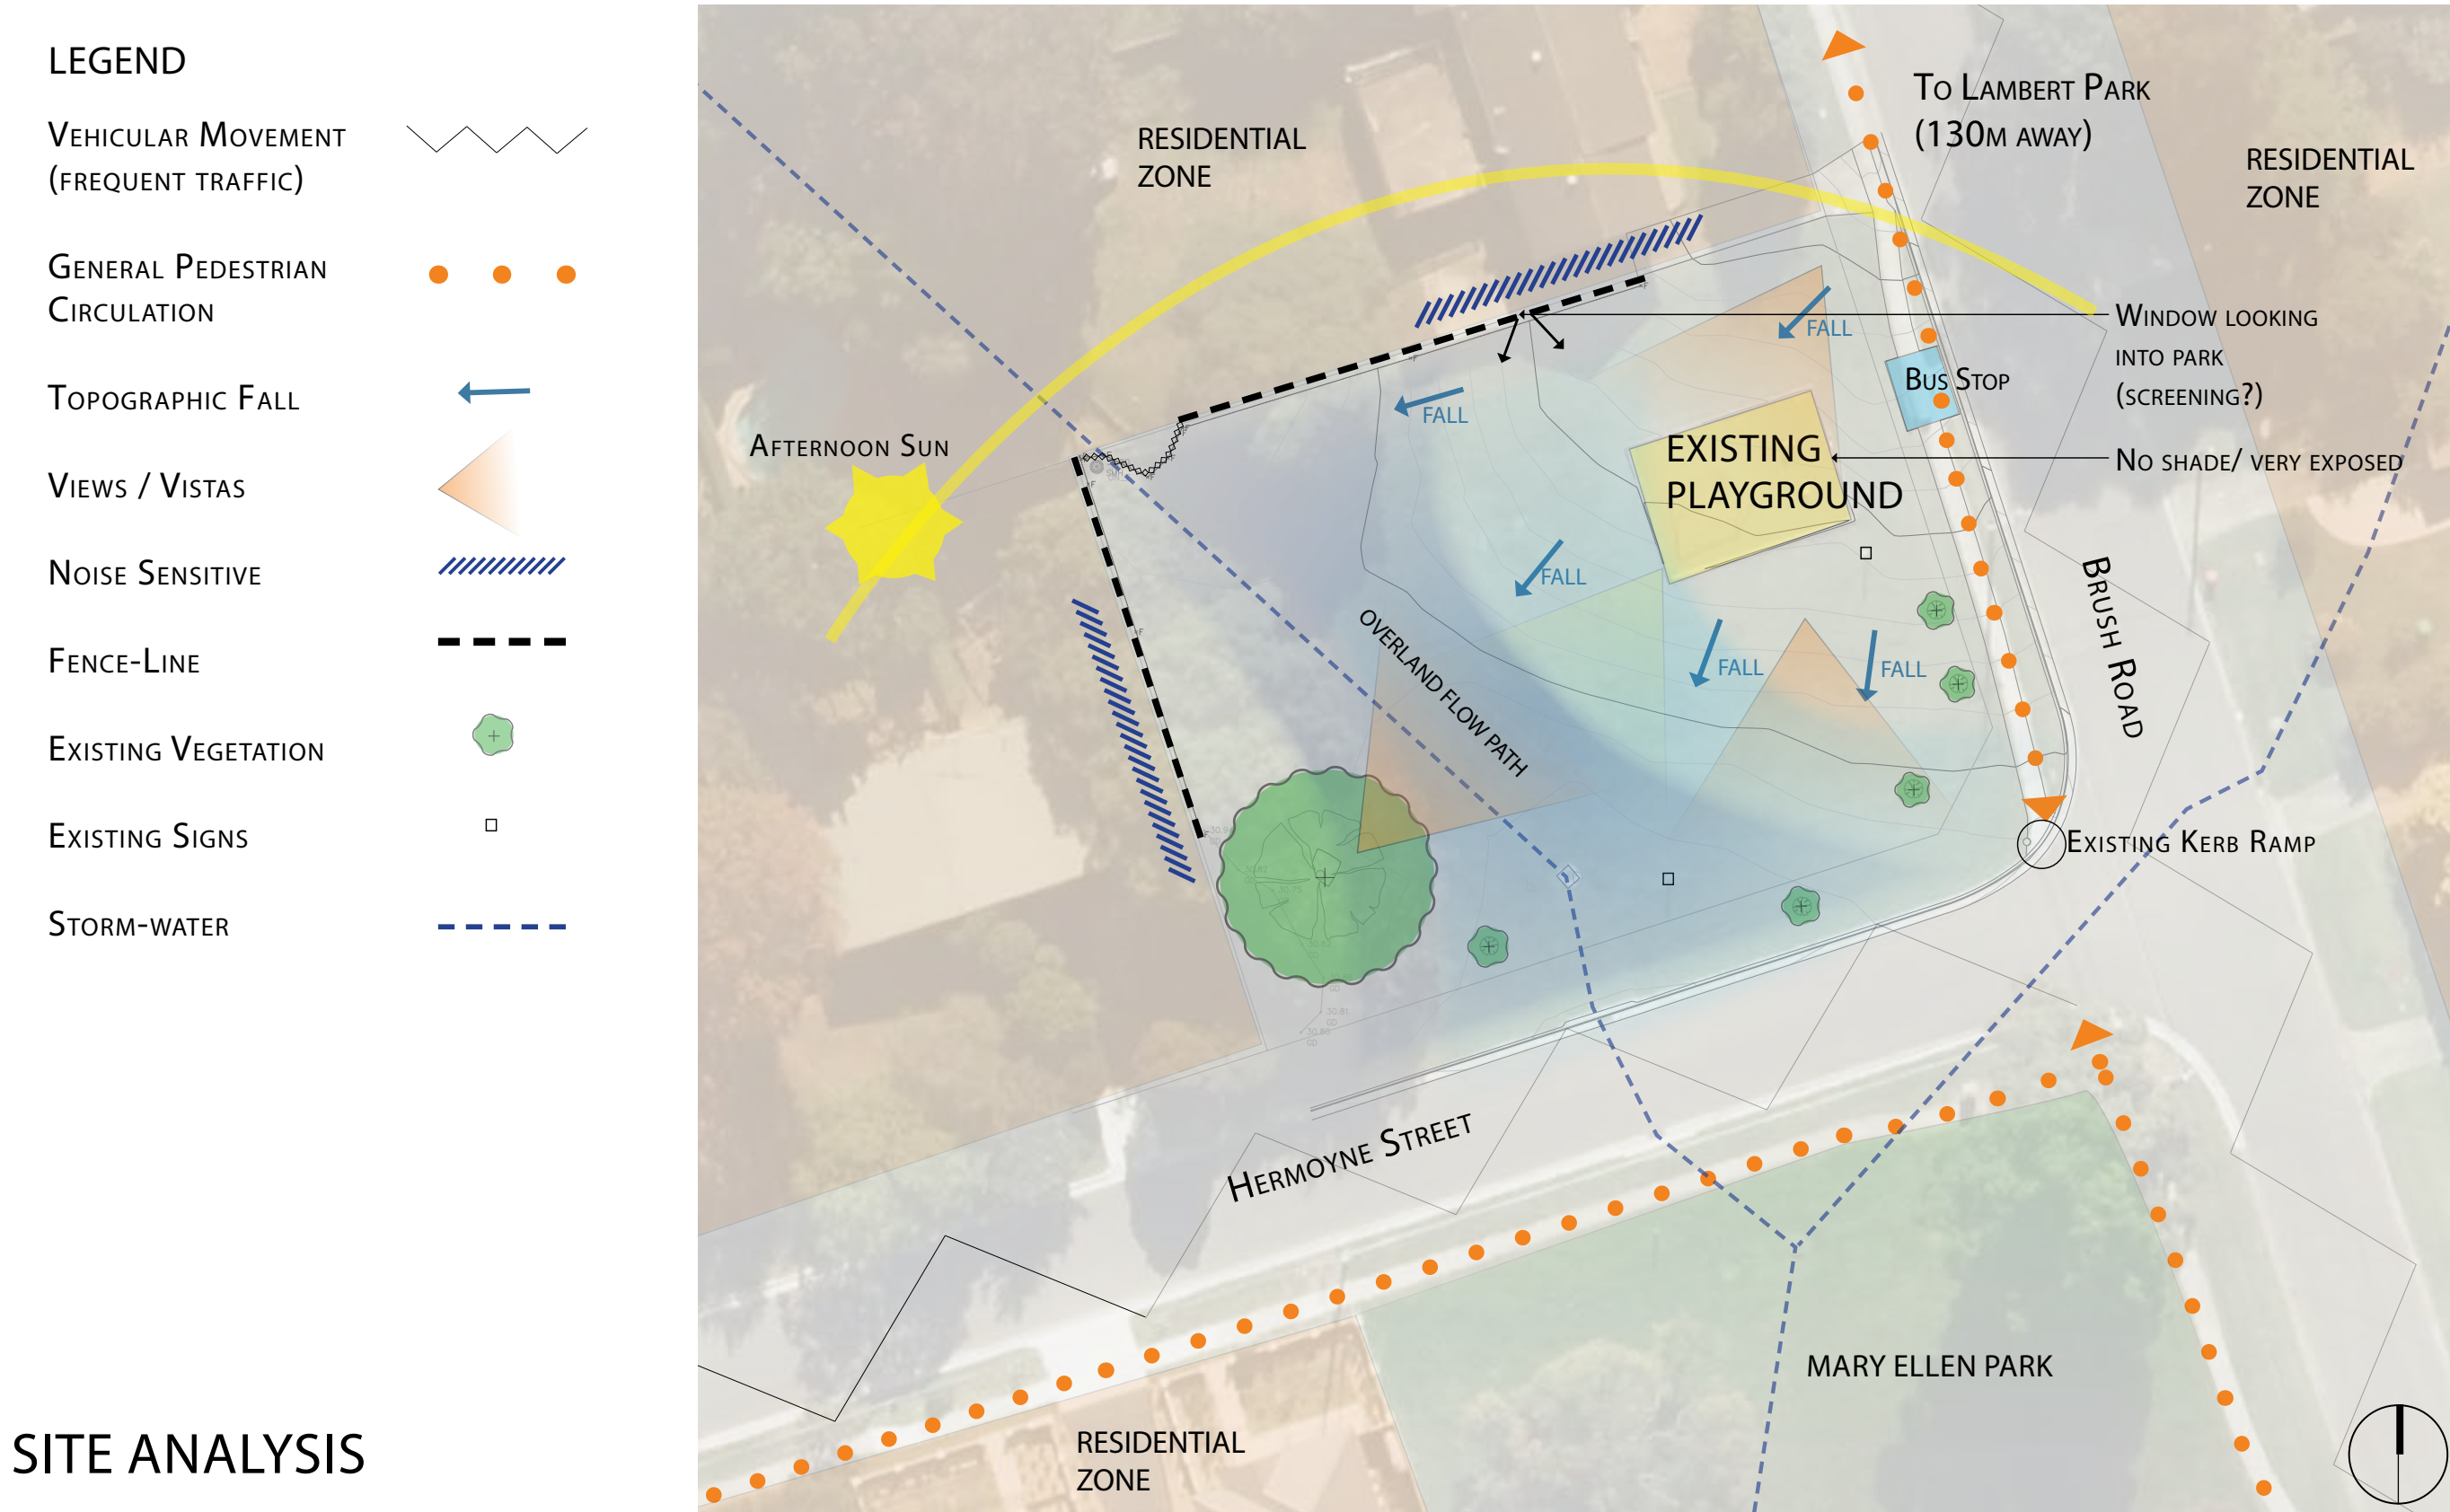 LEGEND
Vehicular Movement
(frequent traffic)
General Pedestrian
Circulation
Topographic Fall
Views / Vistas
Noise Sensitive
Fence-Line
Existing Vegetation
Existing Signs
Storm-water
SITE ANALYSIS
To Lambert Park
(130m away)
RESIDENTIAL
ZONE
RESIDENTIAL
ZONE
Window looking
into park
(screening?)
FALL
Bus Stop
FALL
Afternoon Sun
EXISTING
PLAYGROUND
No shade/ very exposed
FALL
Overland Flow Path
Brush Road
FALL
FALL
Existing Kerb Ramp
30.81
GD
Hermoyne Street
MARY ELLEN PARK
RESIDENTIAL
ZONE